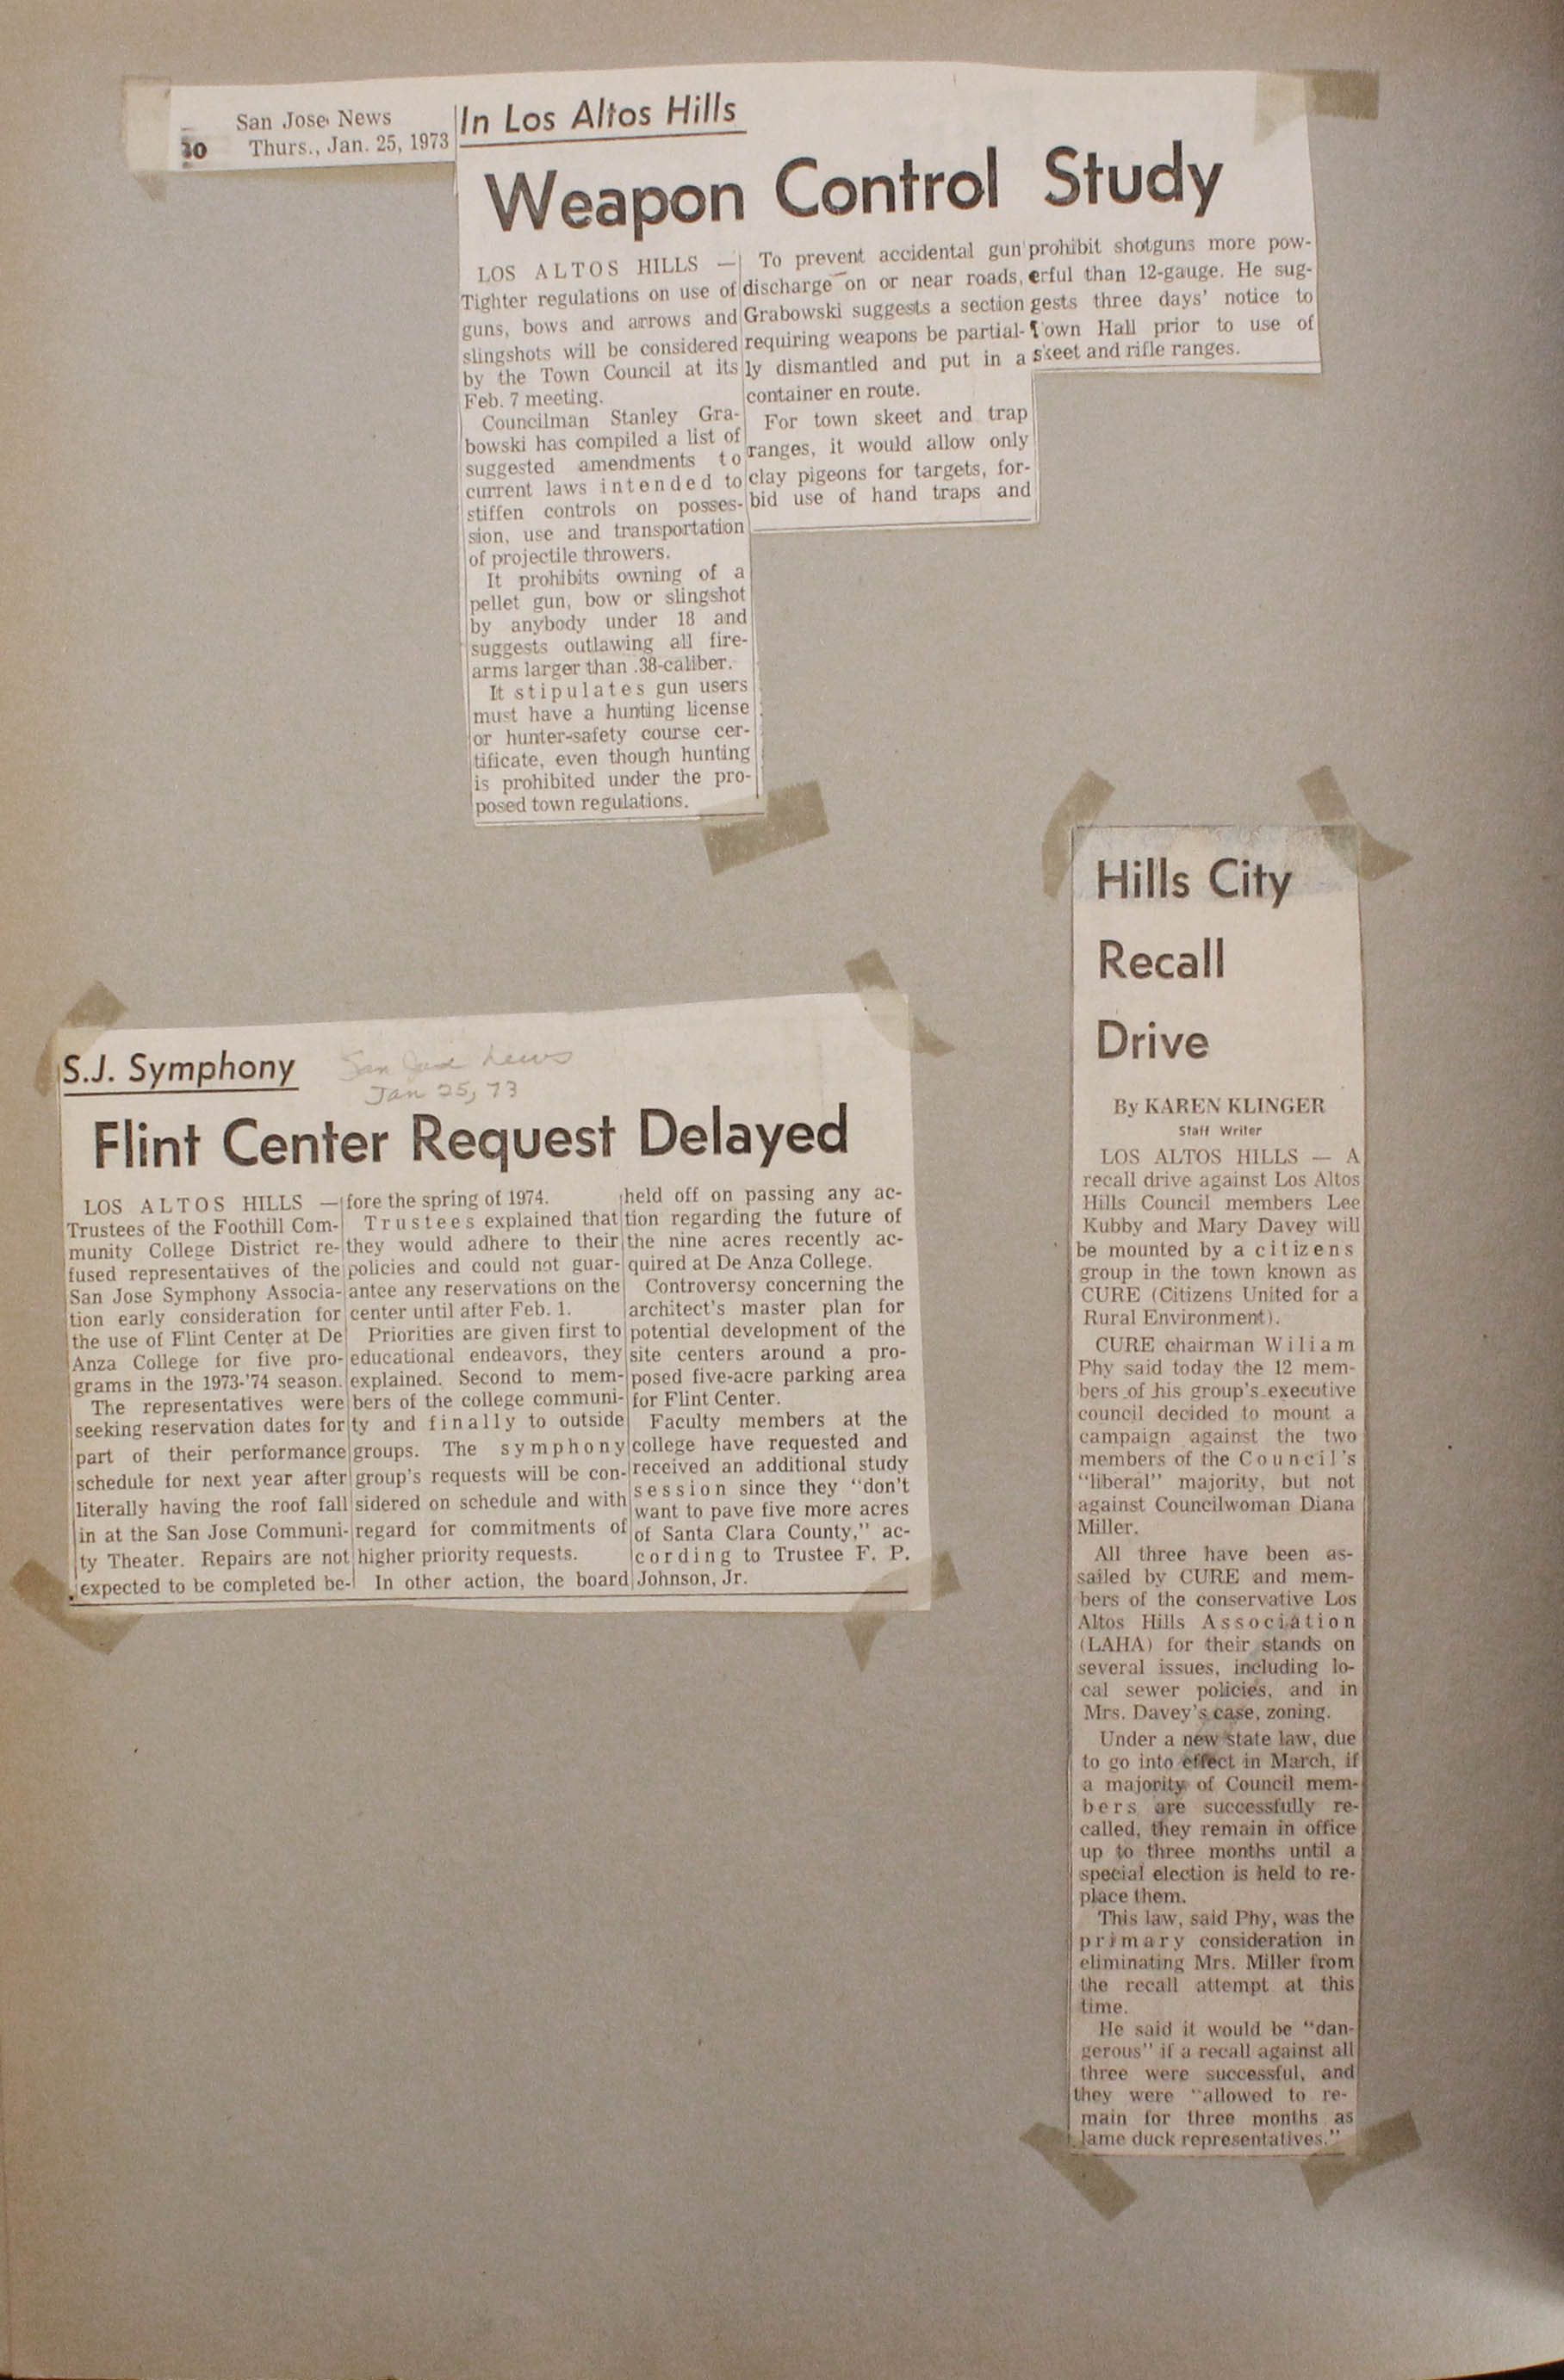 San Jose News
Thurs., Jan. 25, 1973
In Los Altos Hills
Weapon Control Study
LOS ALTOS HILLS —
Tighter regulations on use of
guns, bows and arrows and
slingshots will be considered
by the Town Council at its
Feb. 7 meeting.
Councilman Stanley Gra-
bowski has compiled a list of
suggested amendments to
current laws intended to
stiffen controls on posses-
sion, use and transportation
of projectile throwers.
It prohibits owning of a
pellet gun, bow or slingshot
by anybody under 18 and
suggests outlawing all fire-
arms larger than .38-caliber.
It stipulates gun users
must have a hunting license
or hunter-safety course cer-
tificate, even though hunting
is prohibited under the pro-
posed town regulations.
To prevent accidental gun
discharge on or near roads,
Grabowski suggests a section
requiring weapons be partial-
ly dismantled and put in a
container en route.
For town skeet and trap
ranges, it would allow only
clay pigeons for targets, for-
bid use of hand traps and
prohibit shotguns more pow-
erful than 12-gauge. He sug-
gests three days' notice to
Town Hall prior to use of
skeet and rifle ranges.
S.J. Symphony
San Jose News
Jan 25, 73
Flint Center Request Delayed
LOS ALTOS HILLS —
Trustees of the Foothill Com-
munity College District re-
fused representatives of the
San Jose Symphony Associa-
tion early consideration for
the use of Flint Center at De
Anza College for five pro-
grams in the 1973-'74 season.
The representatives were
seeking reservation dates for
part of their performance
schedule for next year after
literally having the roof fall
in at the San Jose Communi-
ty Theater. Repairs are not
expected to be completed be-
fore the spring of 1974.
Trustees explained that
they would adhere to their
policies and could not guar-
antee any reservations on the
center until after Feb. 1.
Priorities are given first to
educational endeavors, they
explained. Second to mem-
bers of the college communi-
ty and finally to outside
groups. The symphony
group's requests will be con-
sidered on schedule and with
regard for commitments of
higher priority requests.
In other action, the board
held off on passing any ac-
tion regarding the future of
the nine acres recently ac-
quired at De Anza College.
Controversy concerning the
architect's master plan for
potential development of the
site centers around a pro-
posed five-acre parking area
for Flint Center.
Faculty members at the
college have requested and
received an additional study
session since they "don't
want to pave five more acres
of Santa Clara County," ac-
cording to Trustee F. P.
Johnson, Jr.
Hills City
Recall
Drive
By KAREN KLINGER
Staff Writer
LOS ALTOS HILLS — A
recall drive against Los Altos
Hills Council members Lee
Kubby and Mary Davey will
be mounted by a citizens
group in the town known as
CURE (Citizens United for a
Rural Environment).
CURE chairman Wiliam
Phy said today the 12 mem-
bers of his group's executive
council decided to mount a
campaign against the two
members of the Council's
"liberal" majority, but not
against Councilwoman Diana
Miller.
All three have been as-
sailed by CURE and mem-
bers of the conservative Los
Altos Hills Association
(LAHA) for their stands on
several issues, including lo-
cal sewer policies, and in
Mrs. Davey's case, zoning.
Under a new state law, due
to go into effect in March, if
a majority of Council mem-
bers are successfully re-
called, they remain in office
up to three months until a
special election is held to re-
place them.
This law, said Phy, was the
primary consideration in
eliminating Mrs. Miller from
the recall attempt at this
time.
He said it would be "dan-
gerous" if a recall against all
three were successful, and
they were "allowed to re-
main for three months as
lame duck representatives."